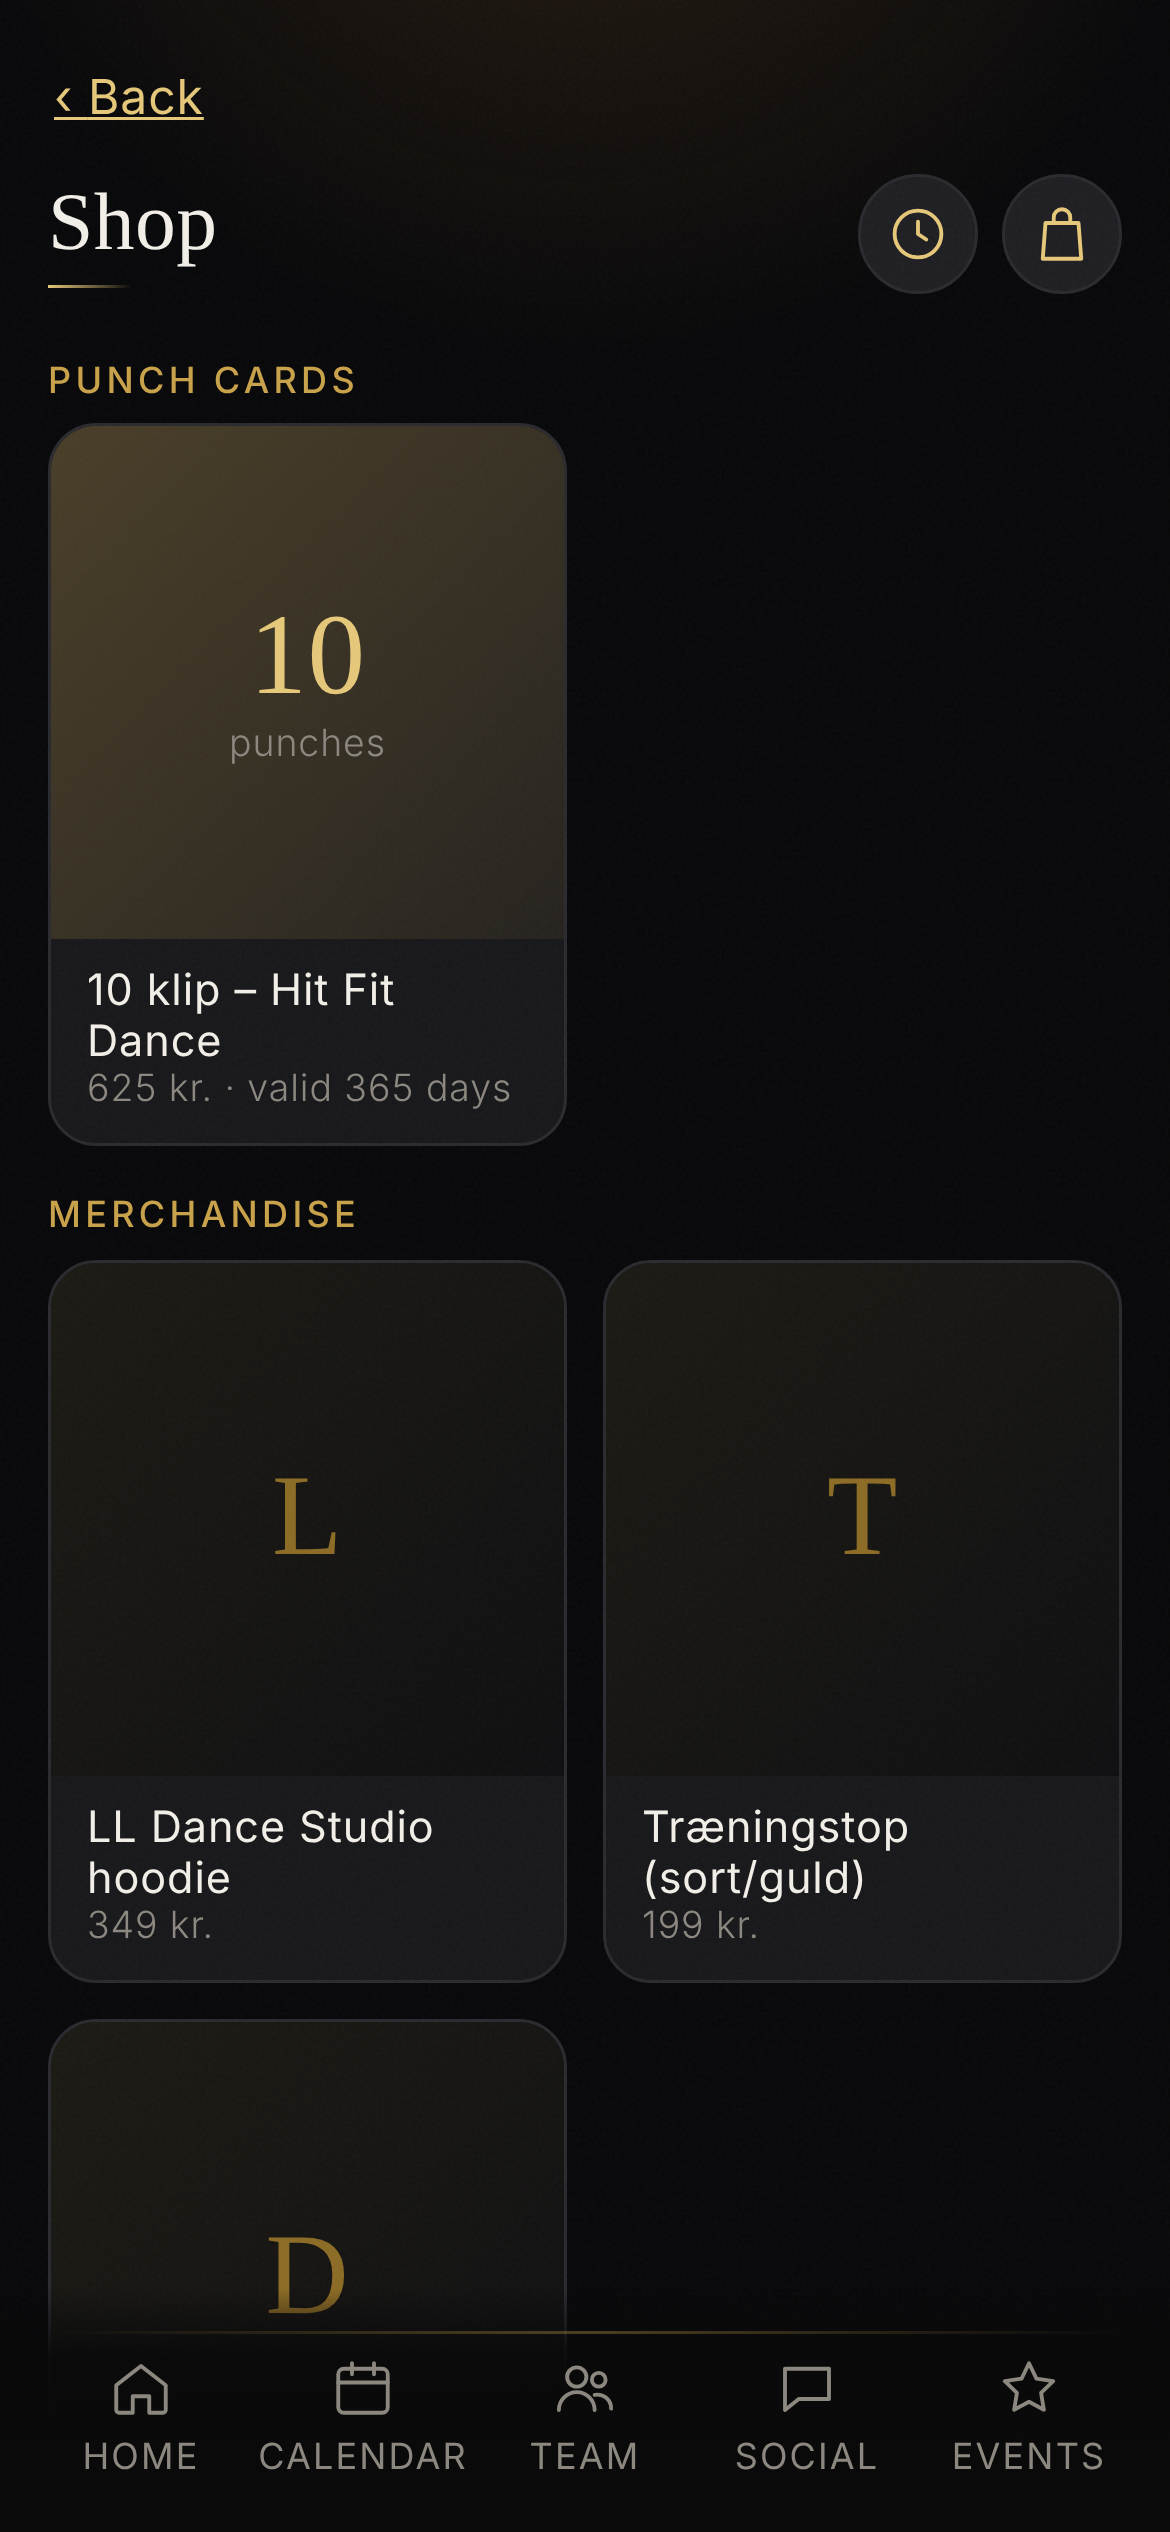 ‹ Back
Shop
PUNCH CARDS
10
punches
10 klip – Hit Fit
Dance
625 kr. · valid 365 days
MERCHANDISE
L
T
LL Dance Studio
hoodie
349 kr.
Træningstop
(sort/guld)
199 kr.
D
HOME
CALENDAR
TEAM
SOCIAL
EVENTS